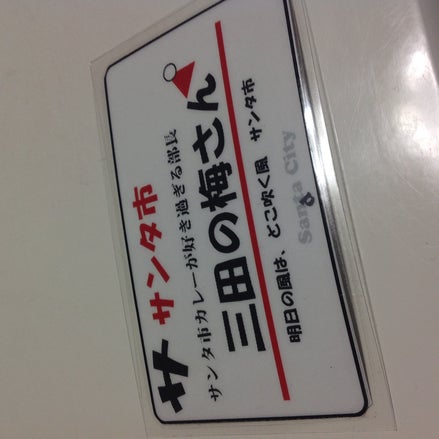 サ サンタ市
サンタ市カレーが好き過ぎる部長
三田の梅さん
明日の風は、どこ吹く風 サンタ市
Santa City